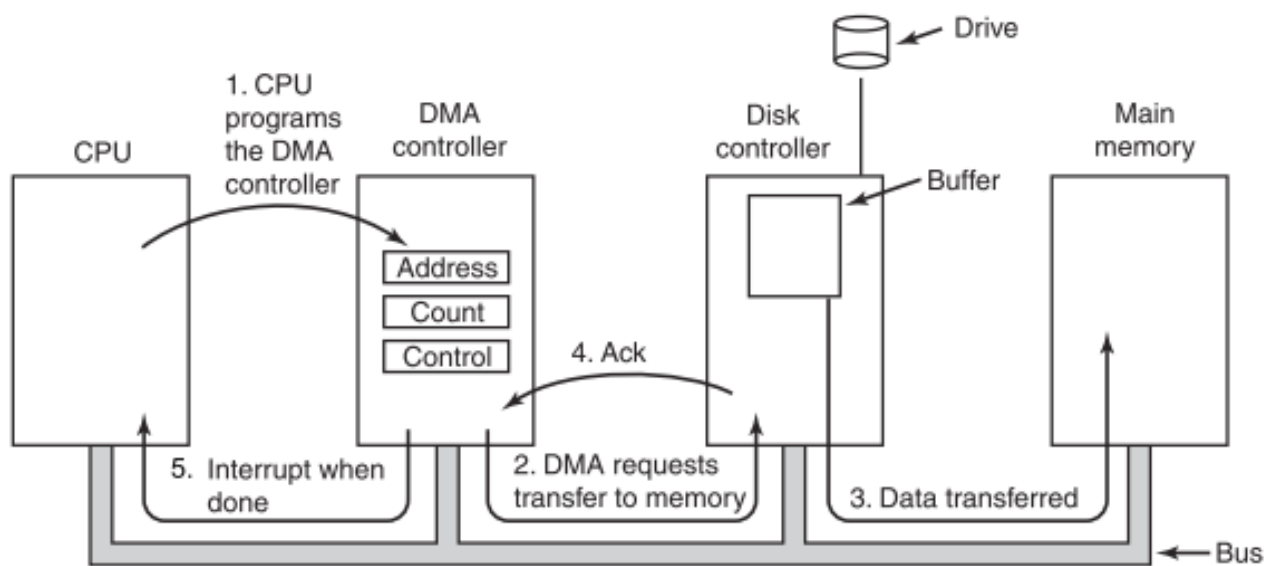 Drive
1. CPU
programs
the DMA
controller
CPU
DMA
controller
Disk
controller
Main
memory
Buffer
Address
Count
Control
4. Ack
5. Interrupt when
done
2. DMA requests
transfer to memory
3. Data transferred
Bus